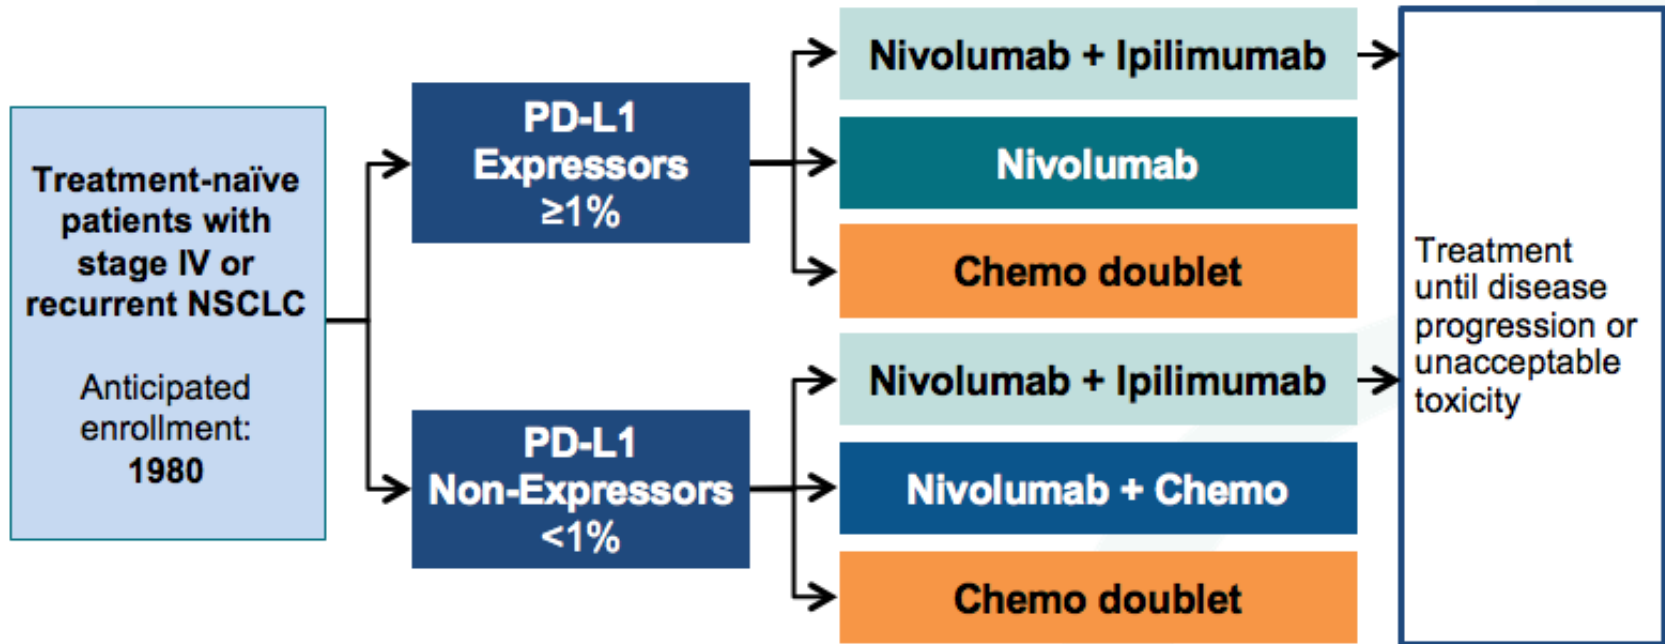 Treatment-naïve
patients with
stage IV or
recurrent NSCLC
Anticipated
enrollment:
1980
PD-L1
Expressors
≥1%
PD-L1
Non-Expressors
<1%
Nivolumab + Ipilimumab
Nivolumab
Chemo doublet
Nivolumab + Ipilimumab
Nivolumab + Chemo
Chemo doublet
Treatment
until disease
progression or
unacceptable
toxicity